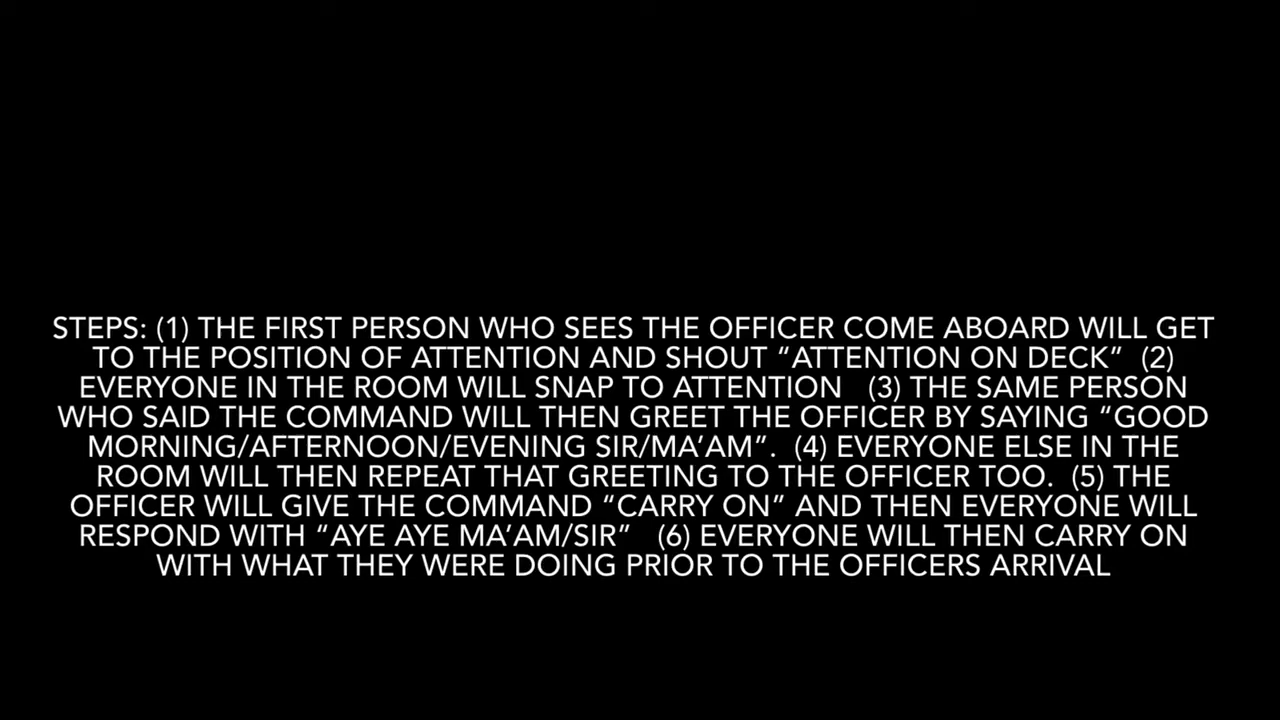 STEPS: (1) THE FIRST PERSON WHO SEES THE OFFICER COME ABOARD WILL GET
TO THE POSITION OF ATTENTION AND SHOUT “ATTENTION ON DECK” (2)
EVERYONE IN THE ROOM WILL SNAP TO ATTENTION (3) THE SAME PERSON
WHO SAID THE COMMAND WILL THEN GREET THE OFFICER BY SAYING “GOOD
MORNING/AFTERNOON/EVENING SIR/MA’AM”. (4) EVERYONE ELSE IN THE
ROOM WILL THEN REPEAT THAT GREETING TO THE OFFICER TOO. (5) THE
OFFICER WILL GIVE THE COMMAND “CARRY ON” AND THEN EVERYONE WILL
RESPOND WITH “AYE AYE MA’AM/SIR” (6) EVERYONE WILL THEN CARRY ON
WITH WHAT THEY WERE DOING PRIOR TO THE OFFICERS ARRIVAL